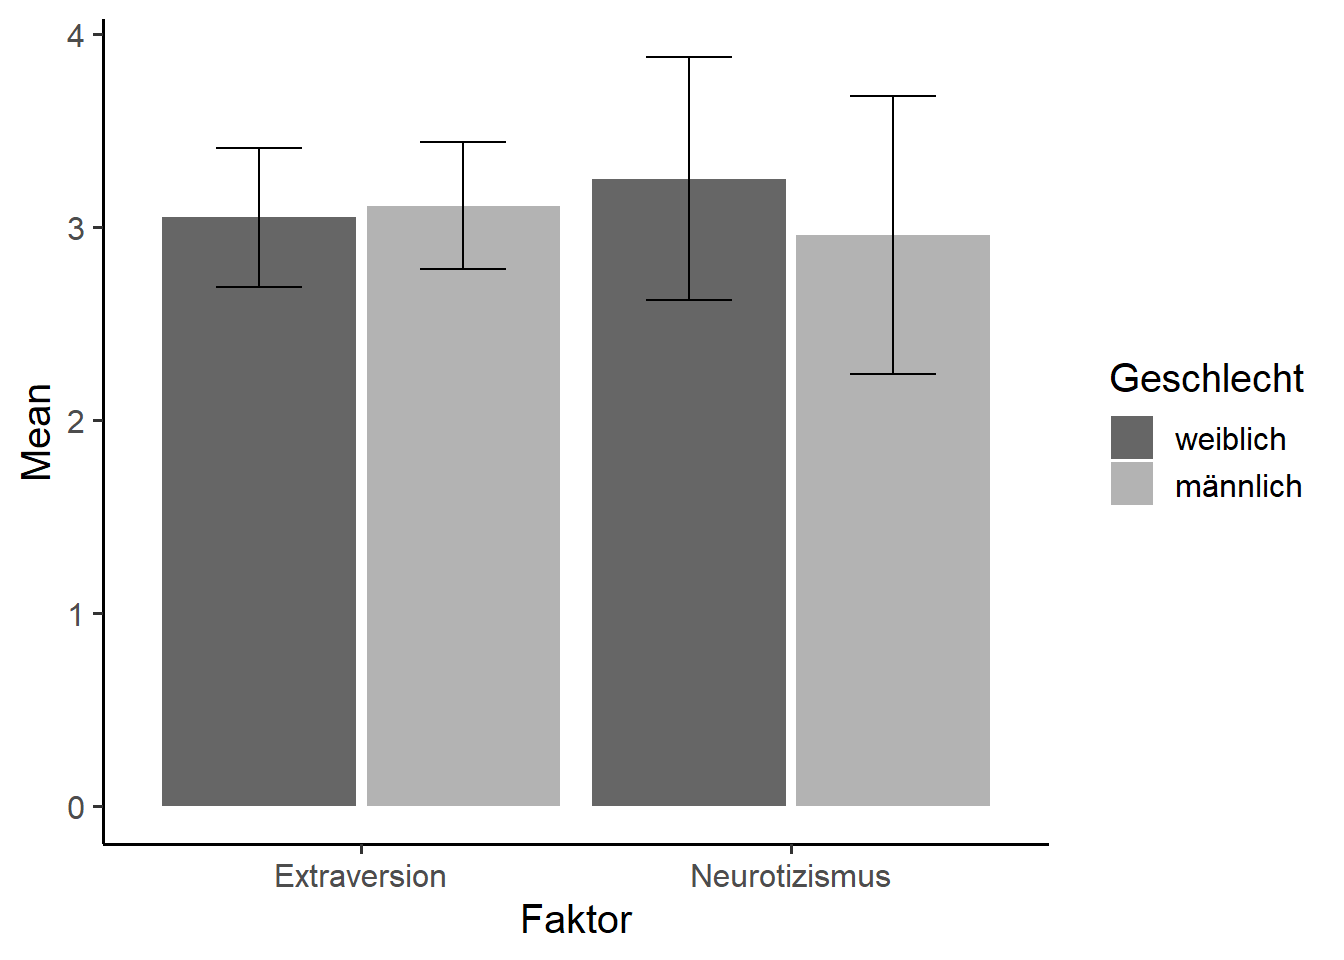 4
3
2
1
0
Mean
Extraversion
Neurotizismus
Faktor
Geschlecht
weiblich
männlich